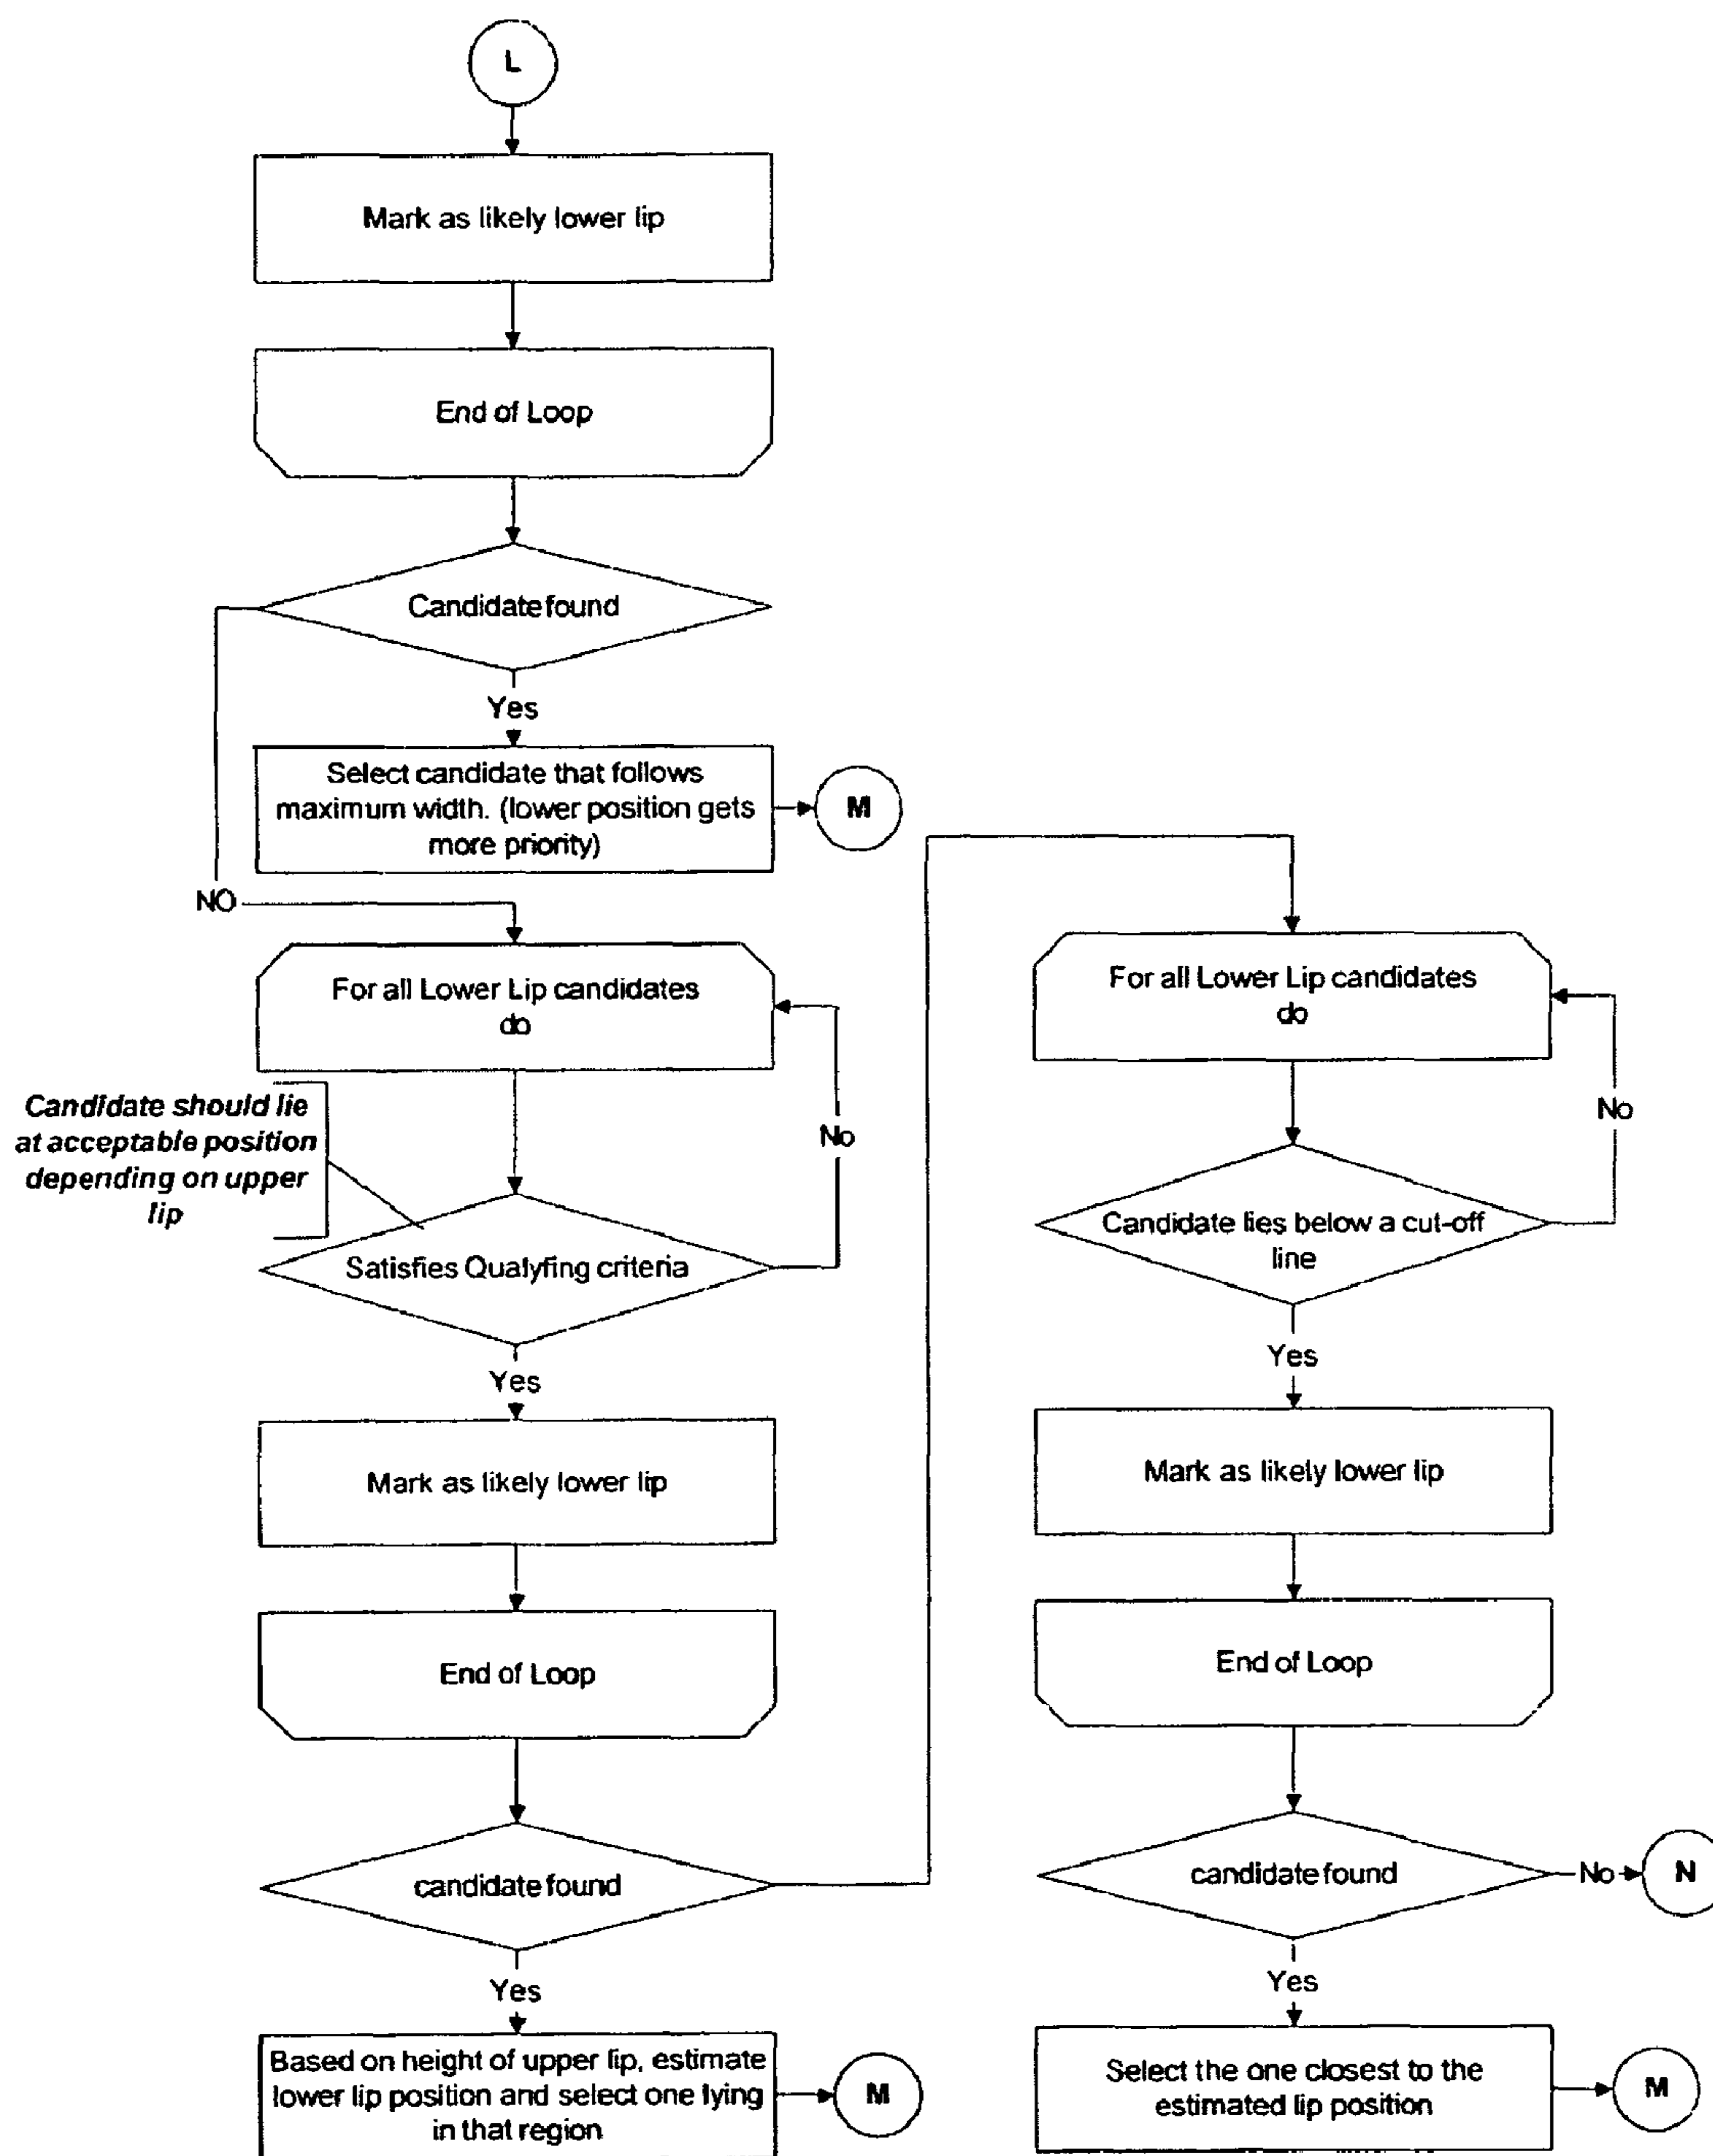 L
Mark as likely lower lip
End of Loop
Candidate found
Yes
Select candidate that follows
maximum width. (lower position gets
more priority)
M
NO
For all Lower Lip candidates
do
Candidate should lie
at acceptable position
depending on upper
lip
No
Satisfies Qualyfing criteria
Yes
Mark as likely lower lip
End of Loop
candidate found
Yes
Based on height of upper lip, estimate
lower lip position and select one lying
in that region
M
For all Lower Lip candidates
do
No
Candidate lies below a cut-off
line
Yes
Mark as likely lower lip
End of Loop
candidate found
No
N
Yes
Select the one closest to the
estimated lip position
M